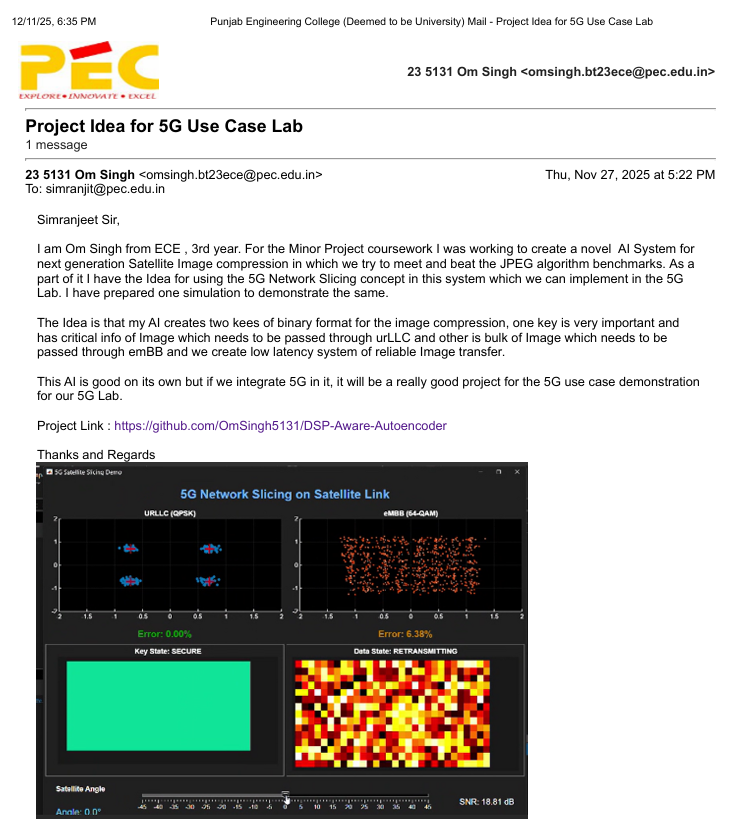 12/11/25, 6:35 PM Punjab Engineering College (Deemed to be University) Mail - Project Idea for 5G Use Case Lab
PEC
EXPLORE • INNOVATE • EXCEL
23 5131 Om Singh <omsingh.bt23ece@pec.edu.in>
Project Idea for 5G Use Case Lab
1 message
23 5131 Om Singh <omsingh.bt23ece@pec.edu.in> Thu, Nov 27, 2025 at 5:22 PM
To: simranjit@pec.edu.in
Simranjeet Sir,
I am Om Singh from ECE , 3rd year. For the Minor Project coursework I was working to create a novel AI System for
next generation Satellite Image compression in which we try to meet and beat the JPEG algorithm benchmarks. As a
part of it I have the Idea for using the 5G Network Slicing concept in this system which we can implement in the 5G
Lab. I have prepared one simulation to demonstrate the same.
The Idea is that my AI creates two kees of binary format for the image compression, one key is very important and
has critical info of Image which needs to be passed through urLLC and other is bulk of Image which needs to be
passed through emBB and we create low latency system of reliable Image transfer.
This AI is good on its own but if we integrate 5G in it, it will be a really good project for the 5G use case demonstration
for our 5G Lab.
Project Link : https://github.com/OmSingh5131/DSP-Aware-Autoencoder
Thanks and Regards
5G Satellite Slicing Demo
5G Network Slicing on Satellite Link
URLLC (QPSK) eMBB (64-QAM)
2 2
1 1
0 0
-1 -1
-2 -2
-2 -1.5 -1 -0.5 0 0.5 1 1.5 2 -2 -1.5 -1 -0.5 0 0.5 1 1.5 2
Error: 0.00% Error: 6.38%
Key State: SECURE Data State: RETRANSMITTING
Satellite Angle
-45 -40 -35 -30 -25 -20 -15 -10 -5 0 5 10 15 20 25 30 35 40 45
SNR: 18.81 dB
Angle: 0.0°